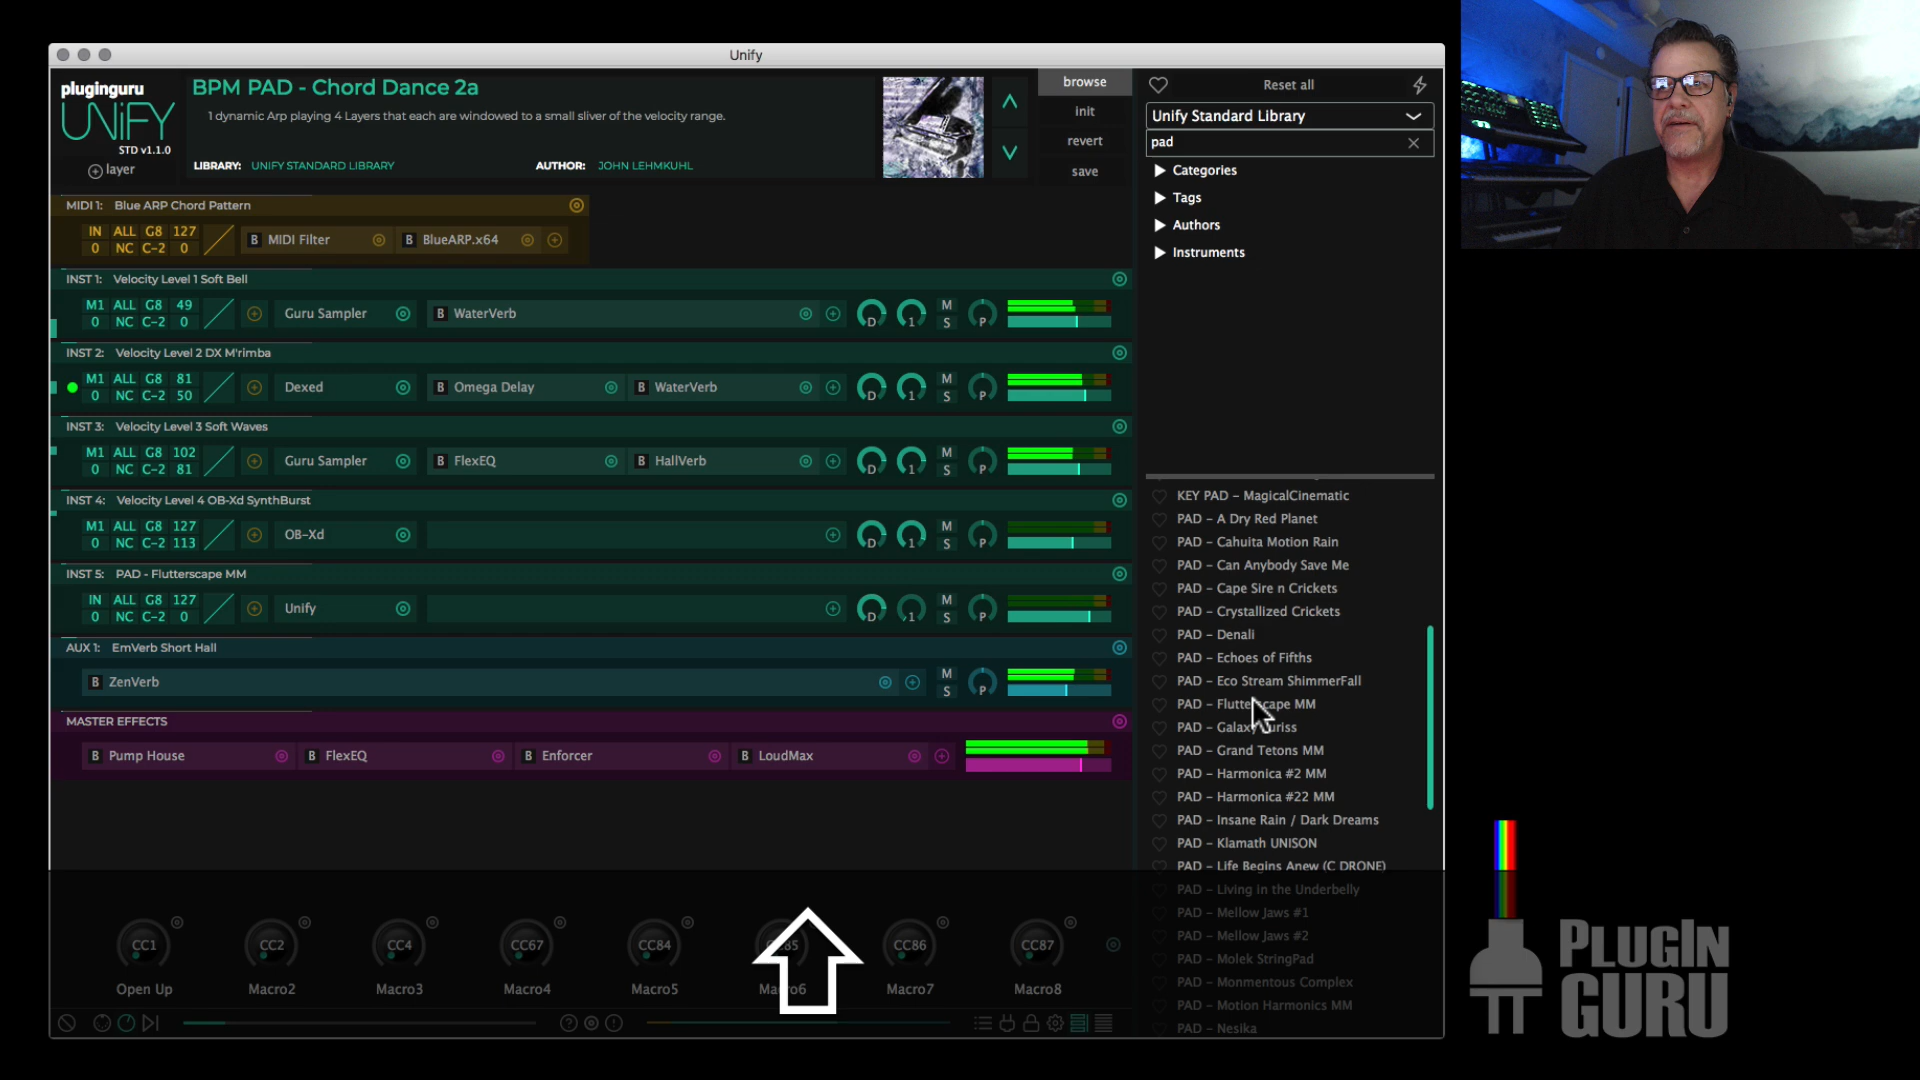 Unify
pluginguru
UNiFY
STD v1.1.0
layer
BPM PAD - Chord Dance 2a
1 dynamic Arp playing 4 Layers that each are windowed to a small sliver of the velocity range.
LIBRARY: UNIFY STANDARD LIBRARY
AUTHOR: JOHN LEHMKUHL
browse
init
revert
save
Reset all
Unify Standard Library
pad
Categories
Tags
Authors
Instruments
MIDI 1: Blue ARP Chord Pattern
IN ALL G8 127
0 NC C-2 0
B MIDI Filter
B BlueARP.x64
INST 1: Velocity Level 1 Soft Bell
M1 ALL G8 49
0 NC C-2 0
Guru Sampler
B WaterVerb
D 1 M S P
INST 2: Velocity Level 2 DX M'rimba
M1 ALL G8 81
0 NC C-2 50
Dexed
B Omega Delay
B WaterVerb
D 1 M S P
INST 3: Velocity Level 3 Soft Waves
M1 ALL G8 102
0 NC C-2 81
Guru Sampler
B FlexEQ
B HallVerb
D 1 M S P
INST 4: Velocity Level 4 OB-Xd SynthBurst
M1 ALL G8 127
0 NC C-2 113
OB-Xd
D 1 M S P
INST 5: PAD - Flutterscape MM
IN ALL G8 127
0 NC C-2 0
Unify
D 1 M S P
AUX 1: EmVerb Short Hall
B ZenVerb
M S P
MASTER EFFECTS
B Pump House
B FlexEQ
B Enforcer
B LoudMax
KEY PAD - MagicalCinematic
PAD - A Dry Red Planet
PAD - Cahuita Motion Rain
PAD - Can Anybody Save Me
PAD - Cape Sire n Crickets
PAD - Crystallized Crickets
PAD - Denali
PAD - Echoes of Fifths
PAD - Eco Stream ShimmerFall
PAD - Flutterscape MM
PAD - Galaxy
PAD - Grand Tetons MM
PAD - Harmonica #2 MM
PAD - Harmonica #22 MM
PAD - Insane Rain / Dark Dreams
PAD - Klamath UNISON
PAD - Life Begins Anew (C DRONE)
PAD - Living in the Underbelly
PAD - Mellow Jaws #1
PAD - Mellow Jaws #2
PAD - Molek StringPad
PAD - Monmentous Complex
PAD - Motion Harmonics MM
PAD - Nesika
CC1 CC2 CC4 CC67 CC84 CC85 CC86 CC87
Open Up Macro2 Macro3 Macro4 Macro5 Macro6 Macro7 Macro8
PLUGIN
GURU